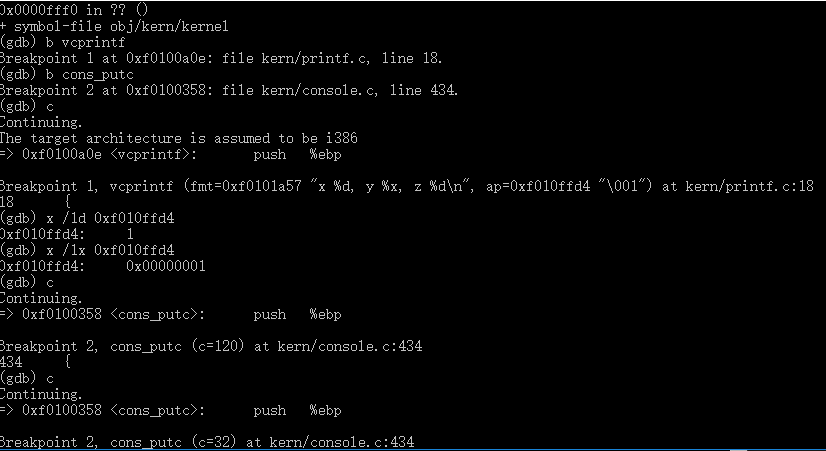 0x0000fff0 in ?? ()
+ symbol-file obj/kern/kernel
(gdb) b vcprintf
Breakpoint 1 at 0xf0100a0e: file kern/printf.c, line 18.
(gdb) b cons_putc
Breakpoint 2 at 0xf0100358: file kern/console.c, line 434.
(gdb) c
Continuing.
The target architecture is assumed to be i386
=> 0xf0100a0e <vcprintf>: push %ebp
Breakpoint 1, vcprintf (fmt=0xf0101a57 "x %d, y %x, z %d\n", ap=0xf010ffd4 "\001") at kern/printf.c:18
18 {
(gdb) x /1d 0xf010ffd4
0xf010ffd4: 1
(gdb) x /1x 0xf010ffd4
0xf010ffd4: 0x00000001
(gdb) c
Continuing.
=> 0xf0100358 <cons_putc>: push %ebp
Breakpoint 2, cons_putc (c=120) at kern/console.c:434
434 {
(gdb) c
Continuing.
=> 0xf0100358 <cons_putc>: push %ebp
Breakpoint 2, cons_putc (c=32) at kern/console.c:434